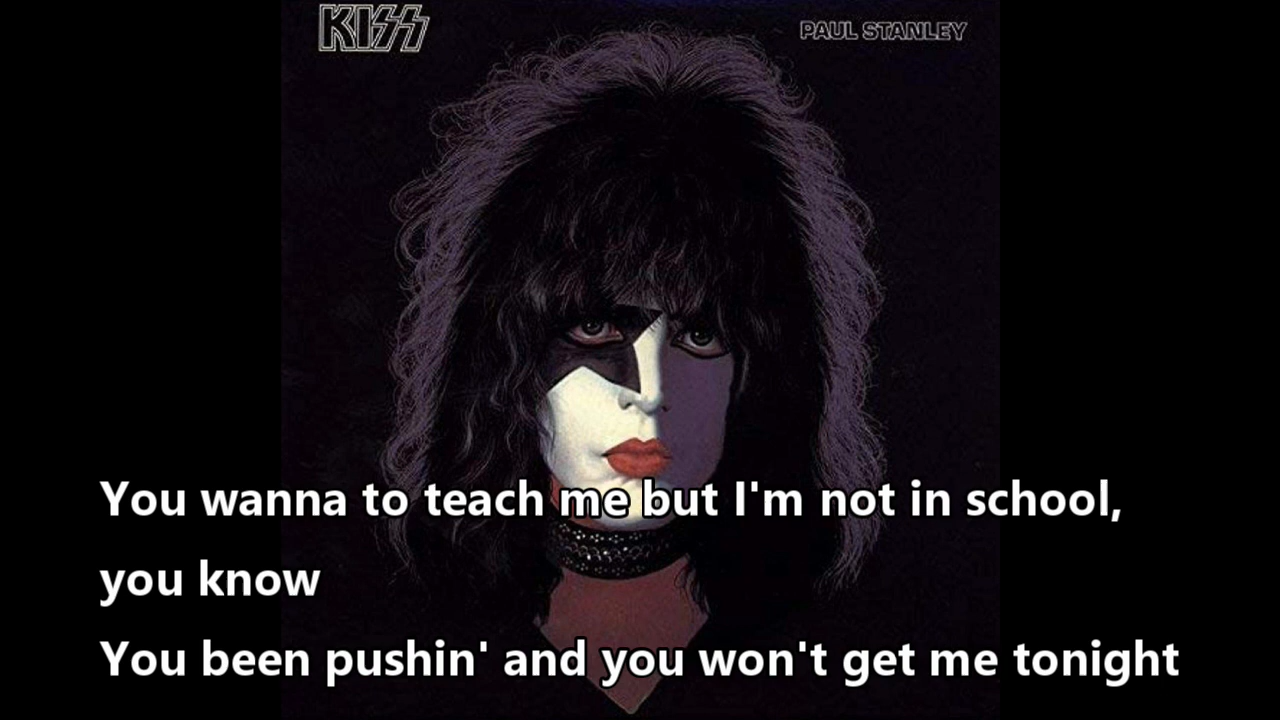 KISS
PAUL STANLEY
You wanna to teach me but I'm not in school,
you know
You been pushin' and you won't get me tonight